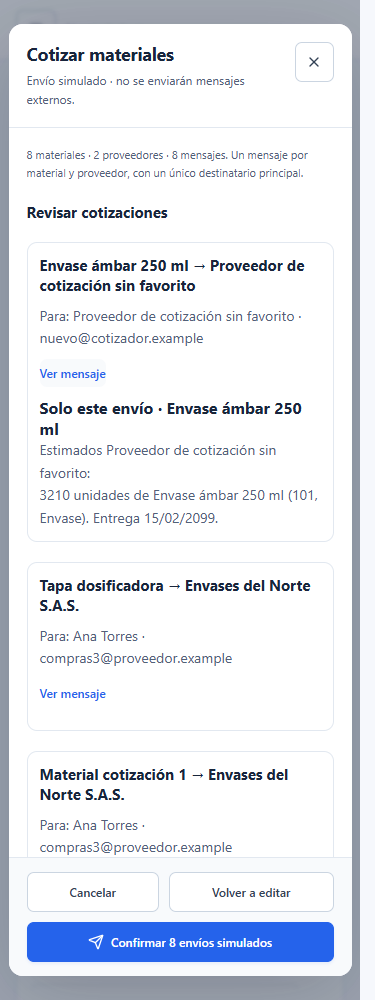 Cotizar materiales
Envío simulado · no se enviarán mensajes
externos.
8 materiales · 2 proveedores · 8 mensajes. Un mensaje por
material y proveedor, con un único destinatario principal.
Revisar cotizaciones
Envase ámbar 250 ml → Proveedor de
cotización sin favorito
Para: Proveedor de cotización sin favorito ·
nuevo@cotizador.example
Ver mensaje
Solo este envío · Envase ámbar 250
ml
Estimados Proveedor de cotización sin
favorito:
3210 unidades de Envase ámbar 250 ml (101,
Envase). Entrega 15/02/2099.
Tapa dosificadora → Envases del Norte
S.A.S.
Para: Ana Torres ·
compras3@proveedor.example
Ver mensaje
Material cotización 1 → Envases del
Norte S.A.S.
Para: Ana Torres ·
compras3@proveedor.example
Cancelar
Volver a editar
Confirmar 8 envíos simulados